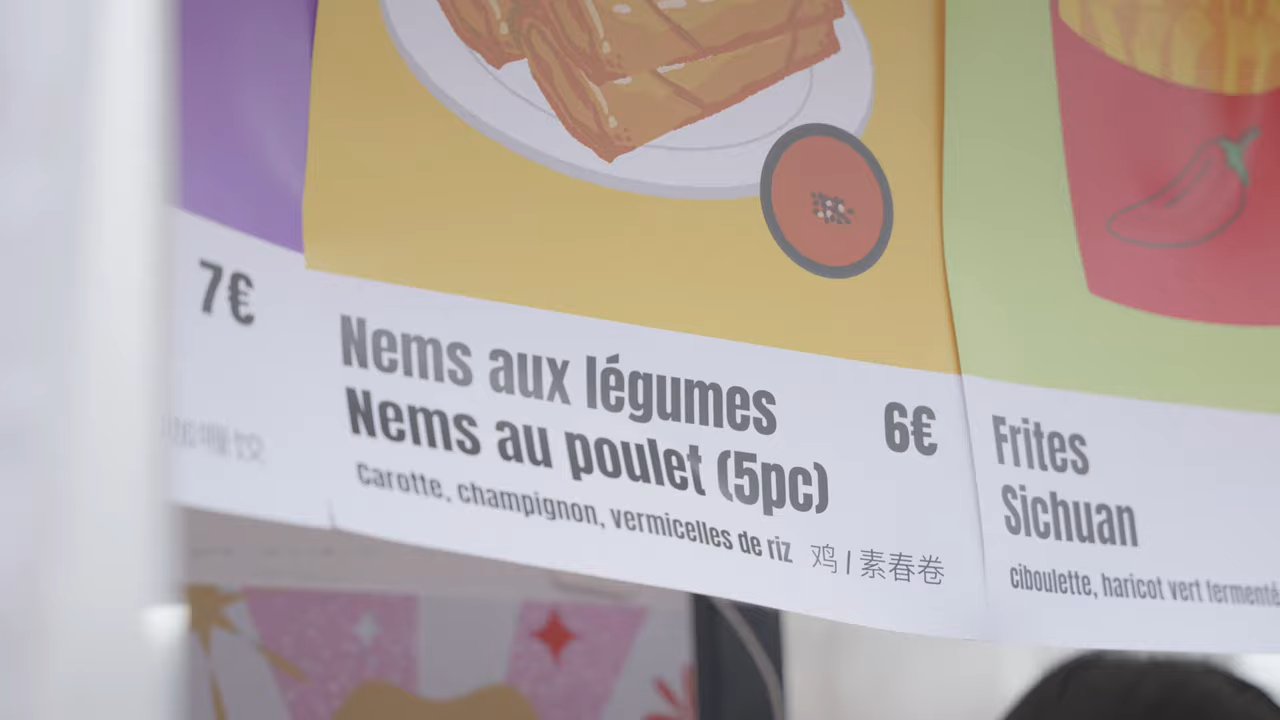 7€
Nems aux légumes
Nems au poulet (5pc)
6€
Carotte, champignon, vermicelles de riz
鸡 / 素春卷
Frites
Sichuan
ciboulette, haricot vert fermenté